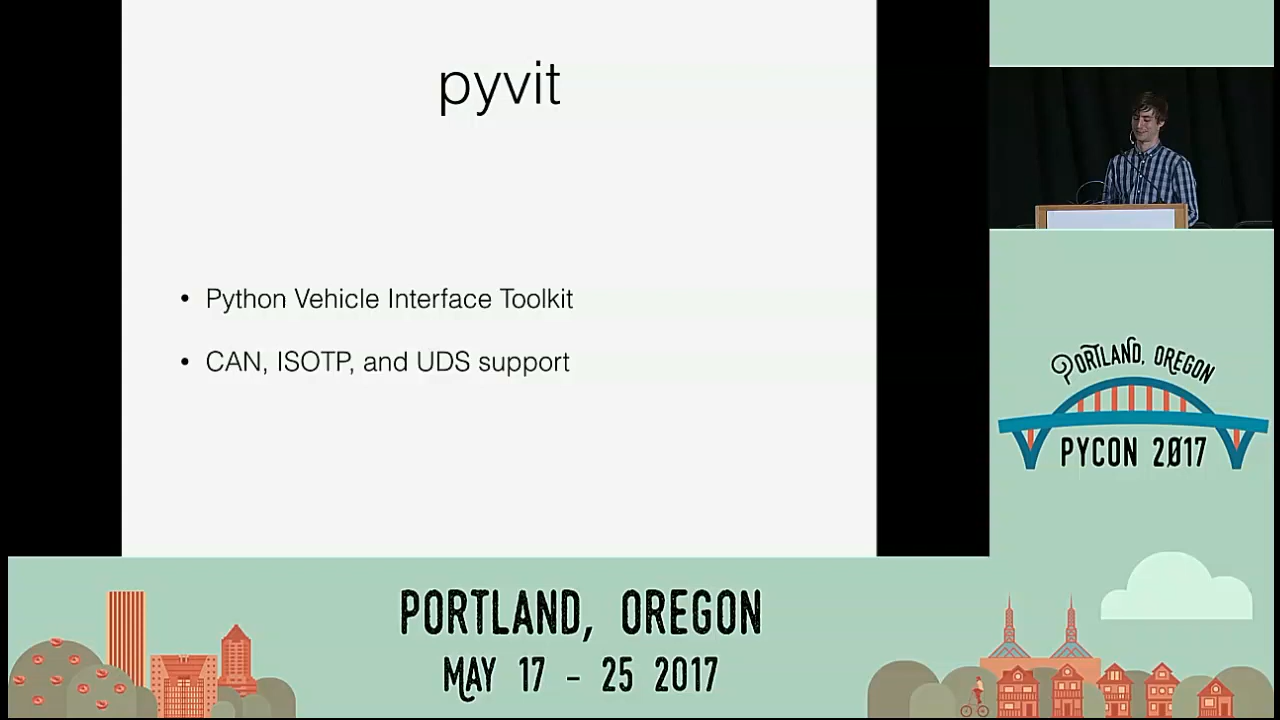 pyvit
• Python Vehicle Interface Toolkit
• CAN, ISOTP, and UDS support
PORTLAND, OREGON
PYCON 2017
PORTLAND, OREGON
MAY 17 - 25 2017